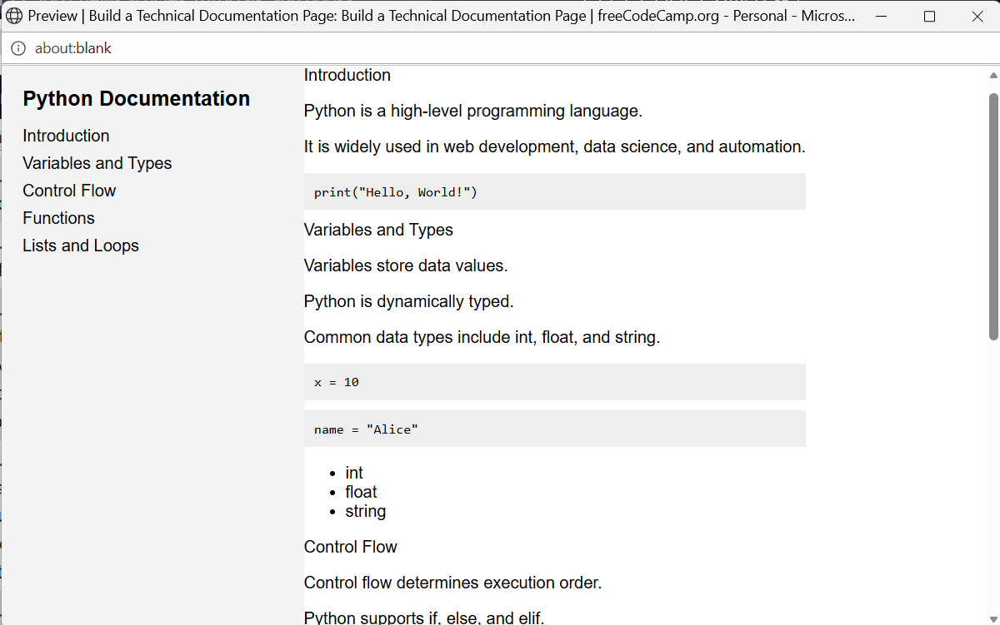 Preview | Build a Technical Documentation Page: Build a Technical Documentation Page | freeCodeCamp.org - Personal - Micros...
about:blank
Python Documentation
Introduction
Variables and Types
Control Flow
Functions
Lists and Loops
Introduction
Python is a high-level programming language.
It is widely used in web development, data science, and automation.
print("Hello, World!")
Variables and Types
Variables store data values.
Python is dynamically typed.
Common data types include int, float, and string.
x = 10
name = "Alice"
• int
• float
• string
Control Flow
Control flow determines execution order.
Python supports if, else, and elif.